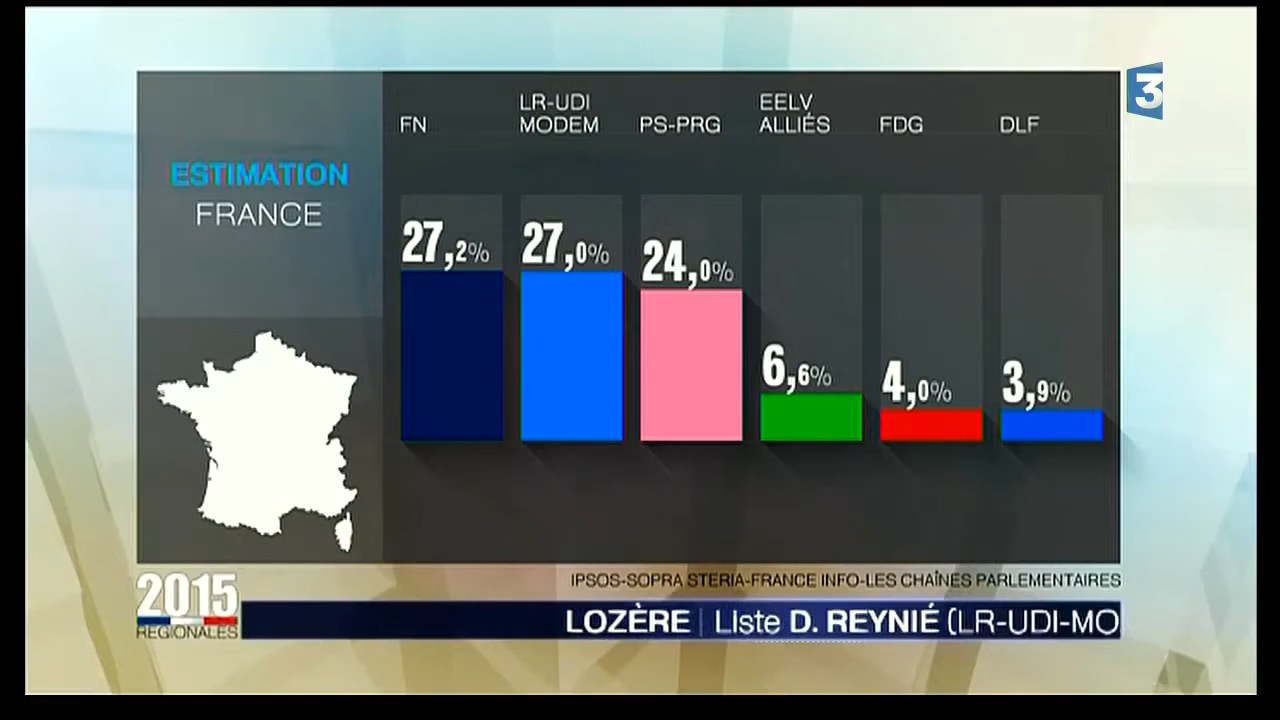 3
ESTIMATION
FRANCE
FN
LR-UDI
MODEM
PS-PRG
EELV
ALLIÉS
FDG
DLF
27,2%
27,0%
24,0%
6,6%
4,0%
3,9%
2015
RÉGIONALES
IPSOS-SOPRA STERIA-FRANCE INFO-LES CHAÎNES PARLEMENTAIRES
LOZÈRE | Liste D. REYNIÉ (LR-UDI-MO